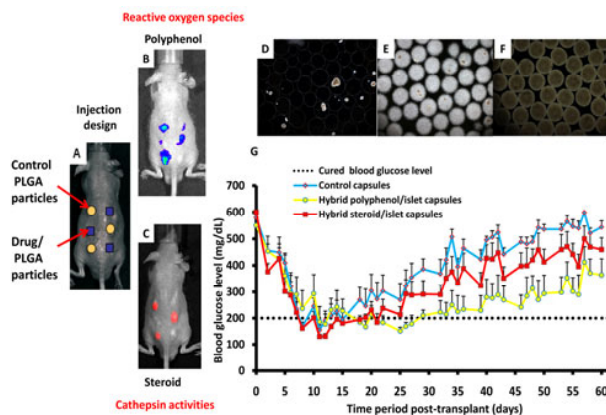 Reactive oxygen species
Polyphenol
B
D
E
F
Injection
design
A
Control
PLGA
particles
Drug/
PLGA
particles
C
Steroid
Cathepsin activities
G
Cured blood glucose level
Control capsules
Hybrid polyphenol/islet capsules
Hybrid steroid/islet capsules
Blood glucose level (mg/dL)
700
600
500
400
300
200
100
0
0 5 10 15 20 25 30 35 40 45 50 55 60
Time period post-transplant (days)